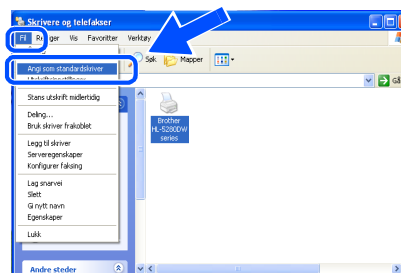 Skrivere og telefakser
Fil Vis Favoritter Verktøy
Søk Mapper
Angi som standardskriver
Stans utskrift midlertidig
Deling...
Bruk skriver frakoblet
Legg til skriver
Serveregenskaper
Konfigurer faksing
Lag snarvei
Slett
Gi nytt navn
Egenskaper
Lukk
Brother
HL-5280DW
series
Andre steder